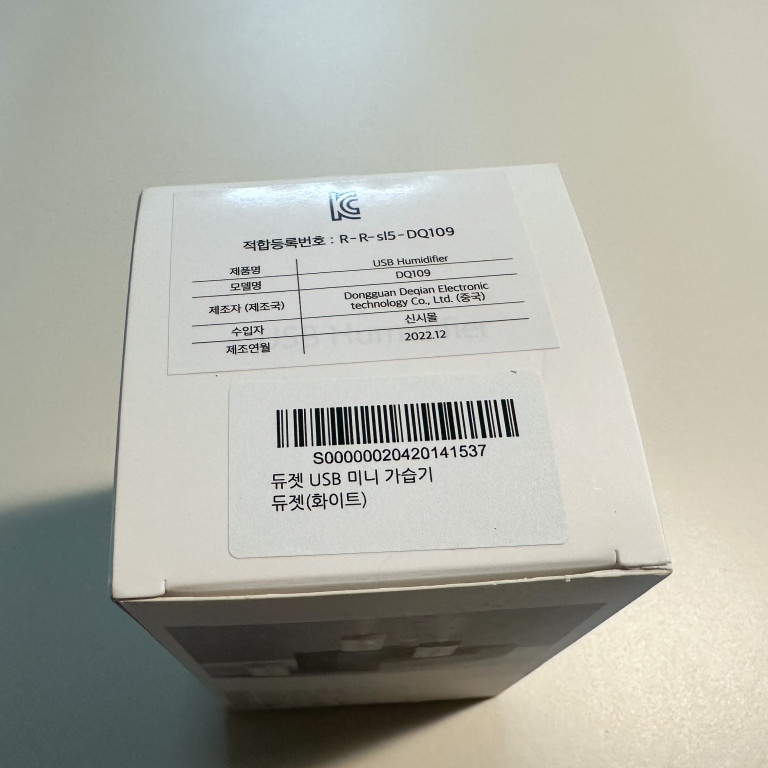 KC
적합등록번호 : R-R-sl5-DQ109
제품명 USB Humidifier
모델명 DQ109
제조자 (제조국) Dongguan Deqian Electronic technology Co., Ltd. (중국)
수입자 신시몰
제조연월 2022.12
USB Humidifier
S00000020420141537
듀젯 USB 미니 가습기
듀젯(화이트)